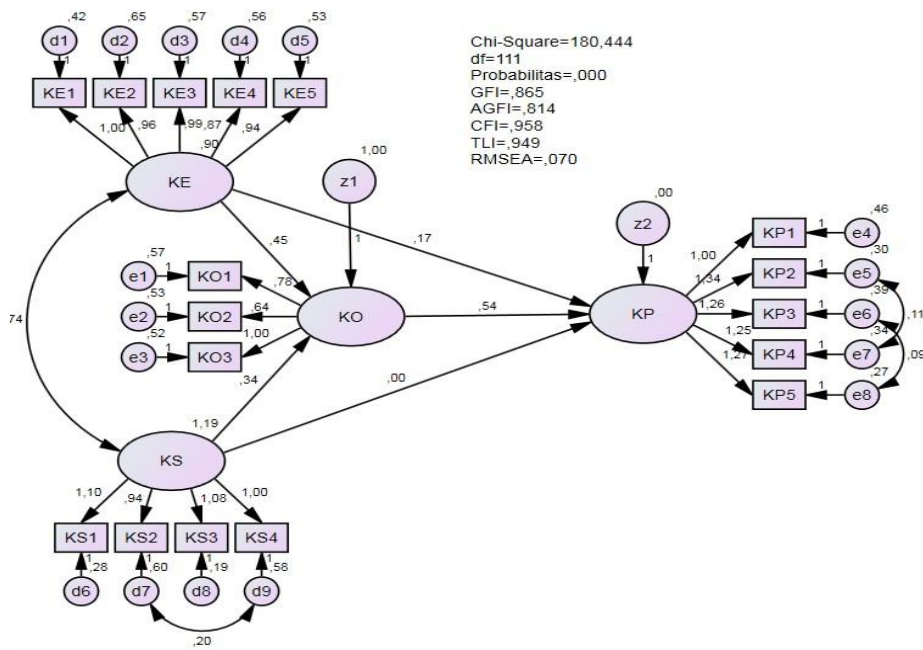 ,42 ,65 ,57 ,56 ,53
d1 d2 d3 d4 d5
1 1 1 1 1
KE1 KE2 KE3 KE4 KE5
1,00 ,96 ,99 ,87 ,94
,90
KE
Chi-Square=180,444
df=111
Probabilitas=,000
GFI=,865
AGFI=,814
CFI=,958
TLI=,949
RMSEA=,070
1,00
z1
1
,00
z2
1
,45
,17
,74
,57
e1 1 KO1 ,78
,53
e2 1 KO2 ,64
,52
e3 1 KO3 1,00
KO
,54
KP
,34
,00
1,00 KP1 1 e4 ,46
1,34 KP2 1 e5 ,30
1,26 KP3 1 e6 ,39
1,25 KP4 1 e7 ,34
1,27 KP5 1 e8 ,27
,11
,09
1,19
KS
1,10 ,94 1,08 1,00
KS1 KS2 KS3 KS4
1 1 1 1
,28 ,60 ,19 ,58
d6 d7 d8 d9
,20